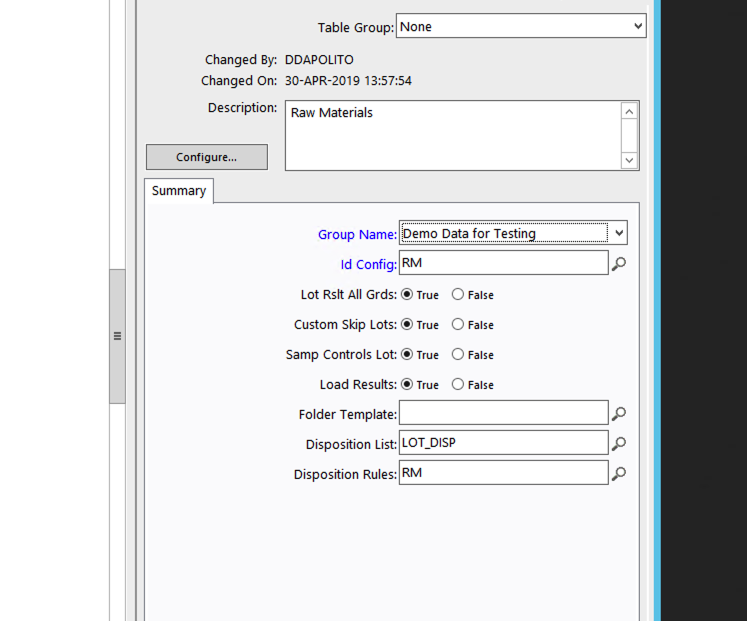 Table Group: None
Changed By: DDAPOLITO
Changed On: 30-APR-2019 13:57:54
Description: Raw Materials
Configure...
Summary
Group Name: Demo Data for Testing
Id Config: RM
Lot Rslt All Grds: True False
Custom Skip Lots: True False
Samp Controls Lot: True False
Load Results: True False
Folder Template:
Disposition List: LOT_DISP
Disposition Rules: RM